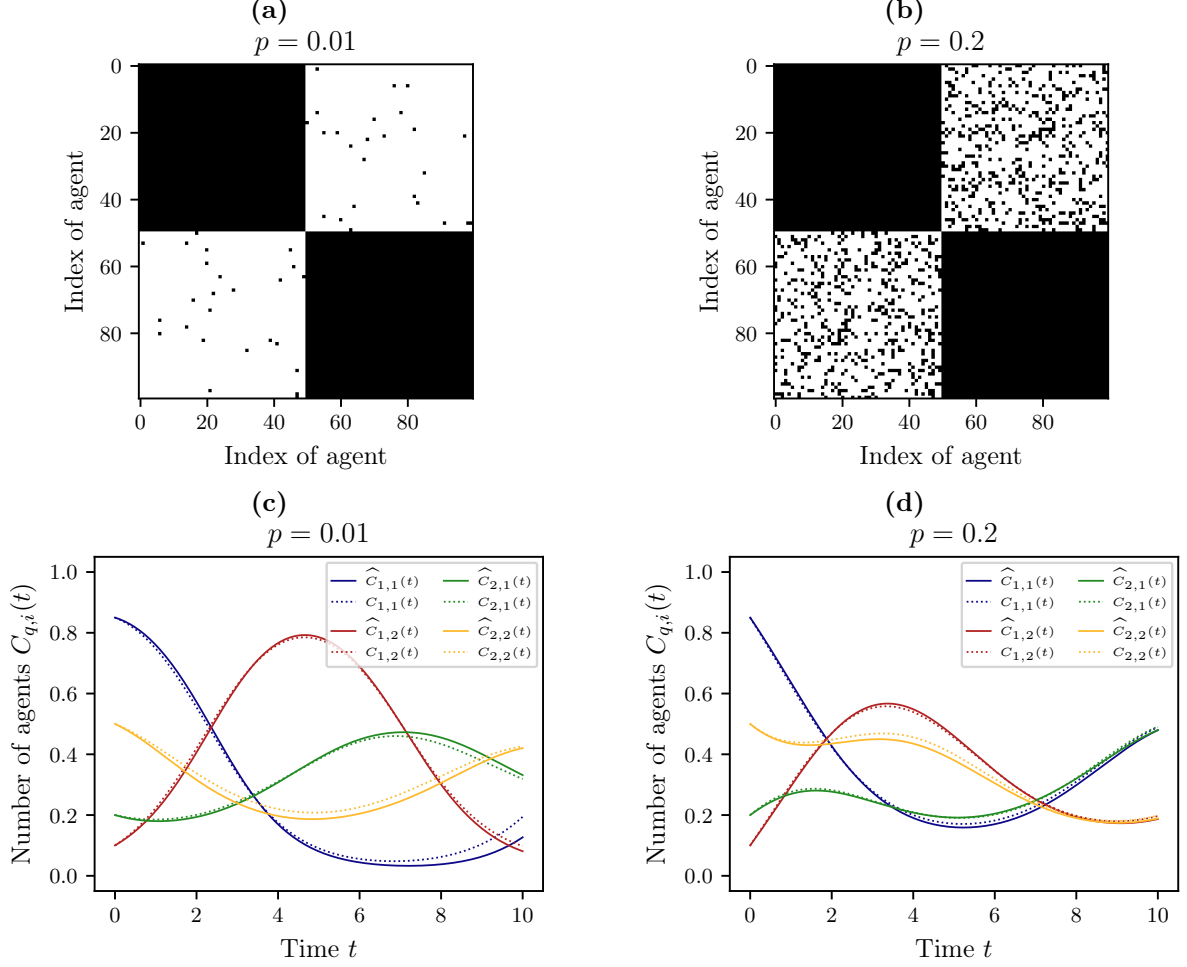 (a)
p = 0.01
0
20
40
60
80
Index of agent
0 20 40 60 80
Index of agent
(b)
p = 0.2
0
20
40
60
80
Index of agent
0 20 40 60 80
Index of agent
(c)
p = 0.01
1.0
0.8
0.6
0.4
0.2
0.0
Number of agents C_{q,i}(t)
Ĉ_{1,1}(t) Ĉ_{2,1}(t)
C_{1,1}(t) C_{2,1}(t)
Ĉ_{1,2}(t) Ĉ_{2,2}(t)
C_{1,2}(t) C_{2,2}(t)
0 2 4 6 8 10
Time t
(d)
p = 0.2
1.0
0.8
0.6
0.4
0.2
0.0
Number of agents C_{q,i}(t)
Ĉ_{1,1}(t) Ĉ_{2,1}(t)
C_{1,1}(t) C_{2,1}(t)
Ĉ_{1,2}(t) Ĉ_{2,2}(t)
C_{1,2}(t) C_{2,2}(t)
0 2 4 6 8 10
Time t